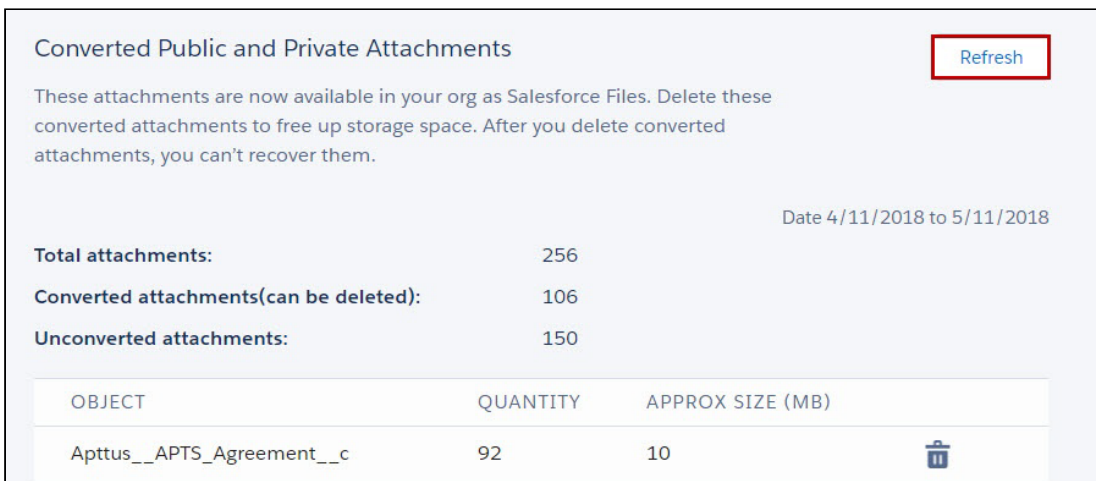 Converted Public and Private Attachments
Refresh
These attachments are now available in your org as Salesforce Files. Delete these
converted attachments to free up storage space. After you delete converted
attachments, you can't recover them.
Date 4/11/2018 to 5/11/2018
Total attachments: 256
Converted attachments(can be deleted): 106
Unconverted attachments: 150
OBJECT QUANTITY APPROX SIZE (MB)
Apttus__APTS_Agreement__c 92 10